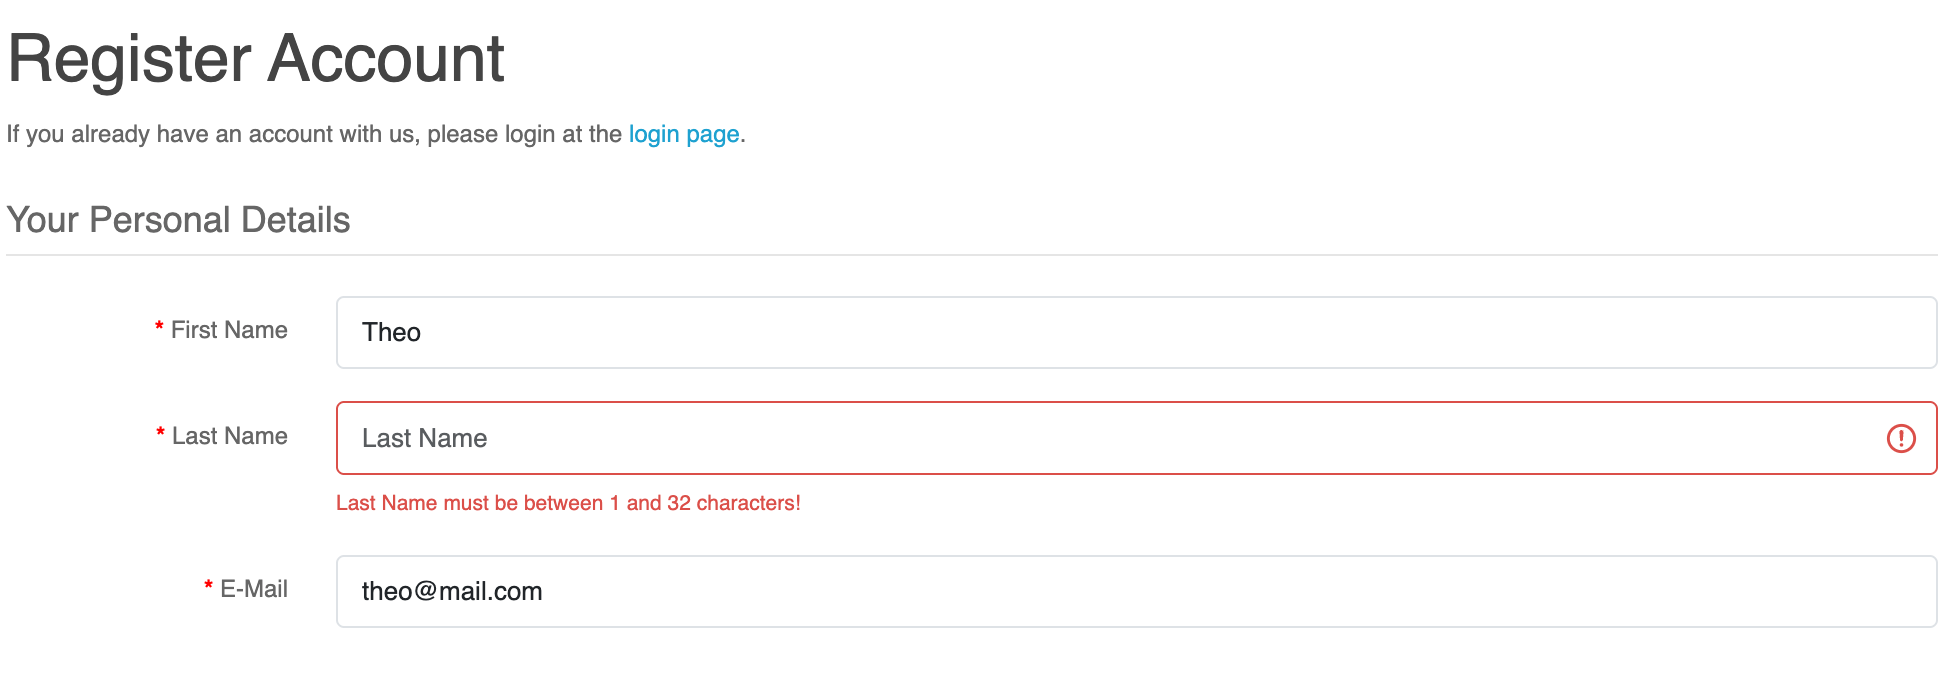 Register Account
If you already have an account with us, please login at the login page.
Your Personal Details
* First Name
Theo
* Last Name
Last Name
Last Name must be between 1 and 32 characters!
* E-Mail
theo@mail.com